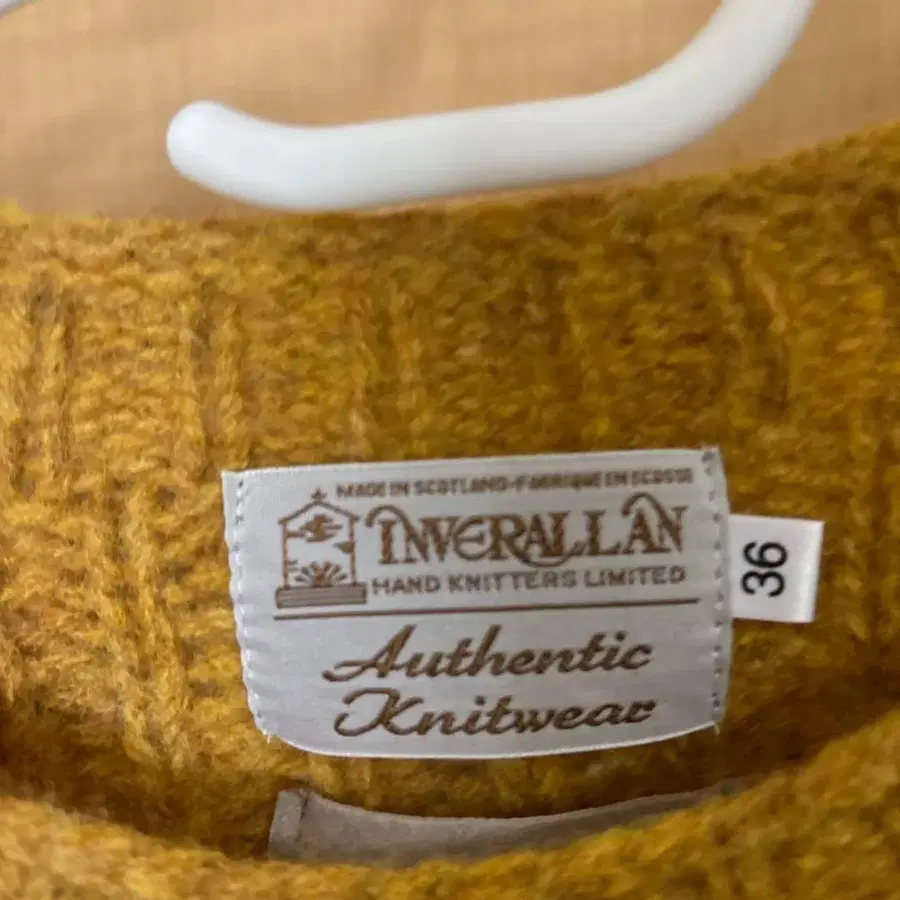 MADE IN SCOTLAND-FABRIQUE EN ECOSSE
INVERALLAN
HAND KNITTERS LIMITED
Authentic
Knitwear
36